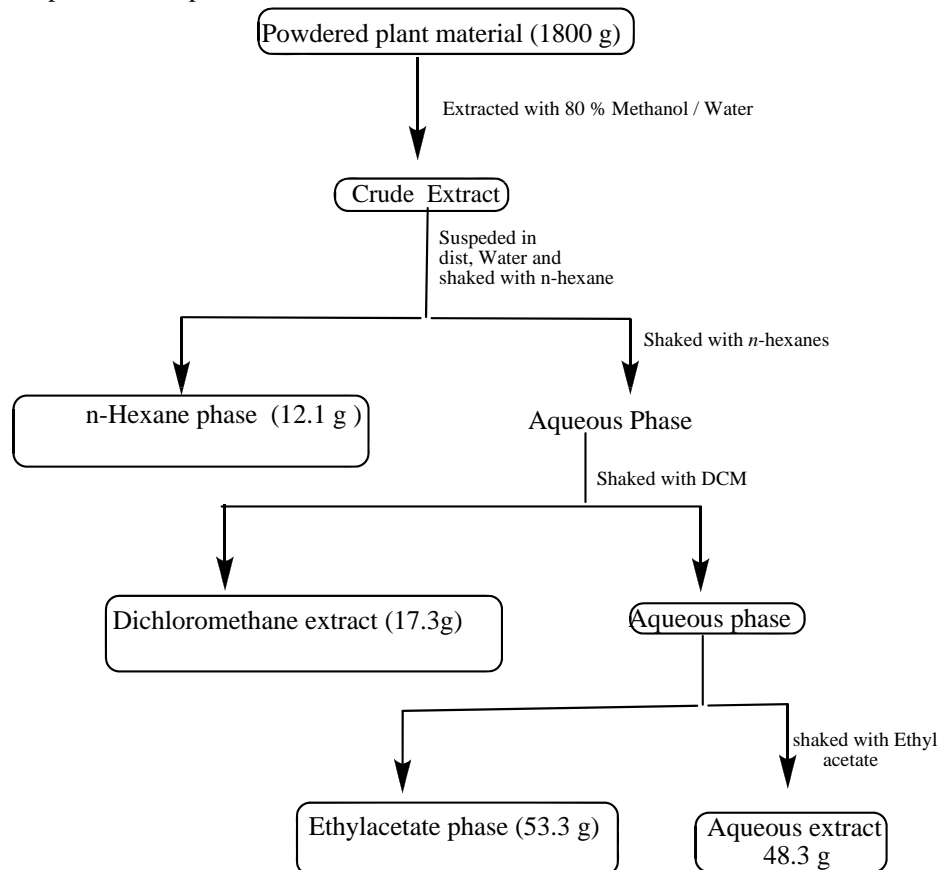 Powdered plant material (1800 g)
Extracted with 80 % Methanol / Water
Crude Extract
Suspeded in
dist, Water and
shaked with n-hexane
Shaked with n-hexanes
n-Hexane phase (12.1 g )
Aqueous Phase
Shaked with DCM
Dichloromethane extract (17.3g)
Aqueous phase
shaked with Ethyl
acetate
Ethylacetate phase (53.3 g)
Aqueous extract
48.3 g